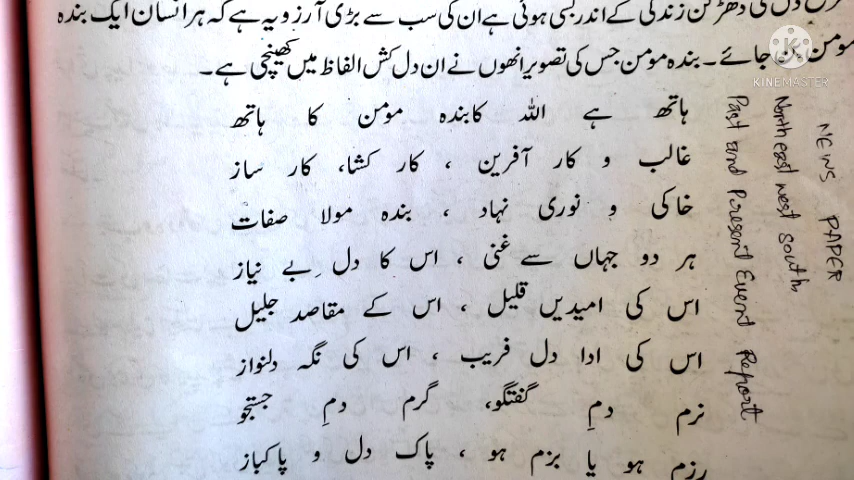 دل کی دھڑکن زندگی کے اندر بسی ہوئی ہے ان کی سب سے بڑی آرزو یہ ہے کہ ہر انسان ایک بندہ
مومن بن جائے۔ بندہ مومن جس کی تصویر انھوں نے ان دل کش الفاظ میں کھینچی ہے۔
ہاتھ ہے اللہ کا بندہ مومن کا ہاتھ
غالب و کار آفرین ، کار کشا، کار ساز
خاکی و نوری نہاد ، بندہ مولا صفات
ہر دو جہاں سے غنی ، اس کا دل بے نیاز
اس کی امیدیں قلیل ، اس کے مقاصد جلیل
اس کی ادا دل فریب ، اس کی نگہ دلنواز
نرم دمِ گفتگو، گرم دمِ جستجو
رزم ہو یا بزم ہو ، پاک دل و پاکباز
NEWS PAPER
North east west south,
Past and Present Event Report
KINEMASTER